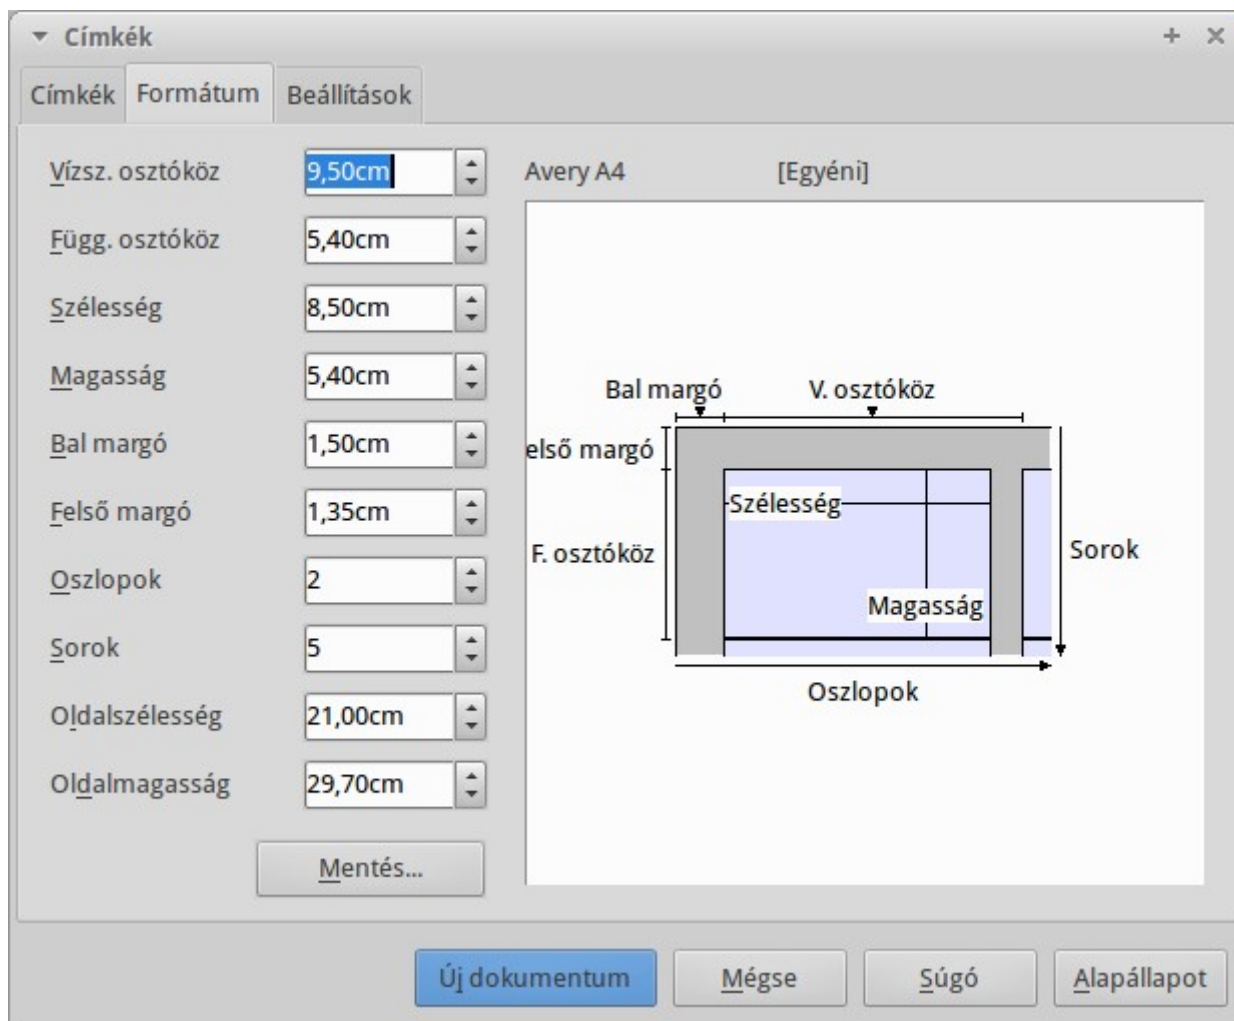 Címkék
Címkék Formátum Beállítások
Vízsz. osztóköz 9,50cm
Függ. osztóköz 5,40cm
Szélesség 8,50cm
Magasság 5,40cm
Bal margó 1,50cm
Felső margó 1,35cm
Oszlopok 2
Sorok 5
Oldalszélesség 21,00cm
Oldalmagasság 29,70cm
Mentés...
Avery A4 [Egyéni]
Bal margó V. osztóköz
első margó
Szélesség
F. osztóköz Sorok
Magasság
Oszlopok
Új dokumentum Mégse Súgó Alapállapot